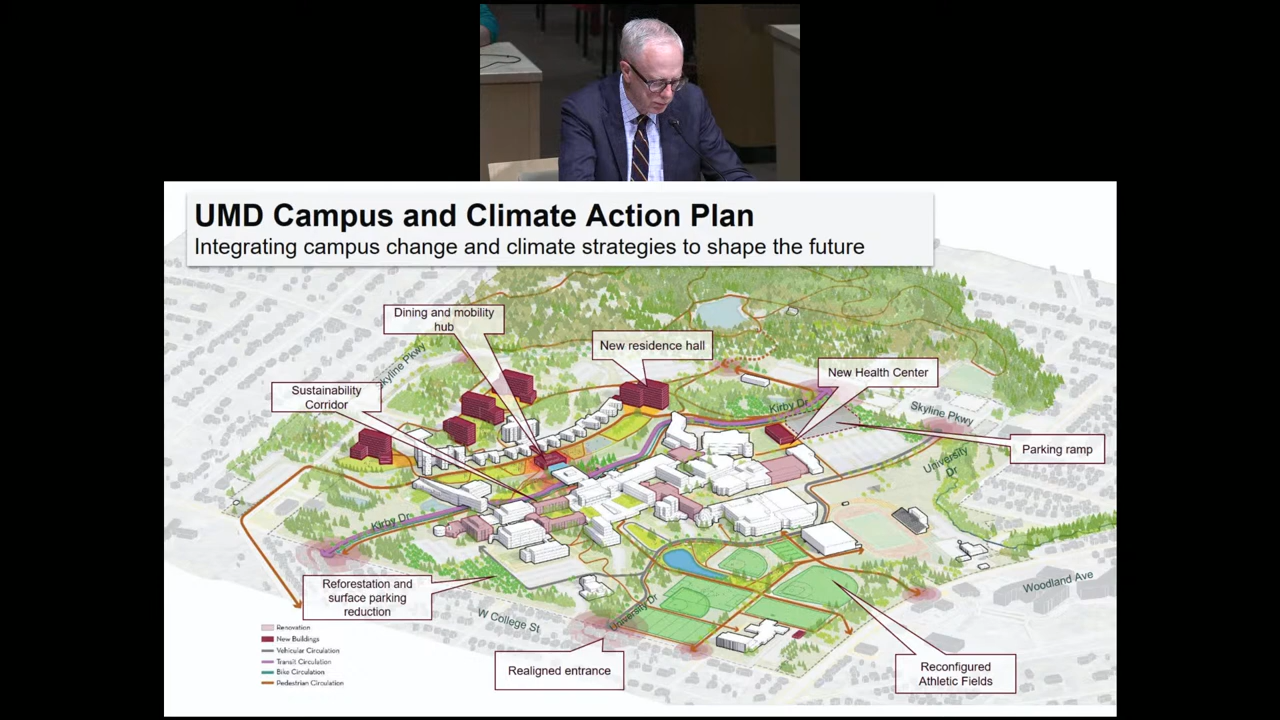 UMD Campus and Climate Action Plan
Integrating campus change and climate strategies to shape the future
Dining and mobility
hub
New residence hall
New Health Center
Sustainability
Corridor
Skyline Pkwy
Kirby Dr
Skyline Pkwy
Parking ramp
University
Dr
Kirby Dr
Reforestation and
surface parking
reduction
Woodland Ave
University Dr
W College St
Renovation
New Buildings
Vehicular Circulation
Transit Circulation
Bike Circulation
Pedestrian Circulation
Realigned entrance
Reconfigured
Athletic Fields